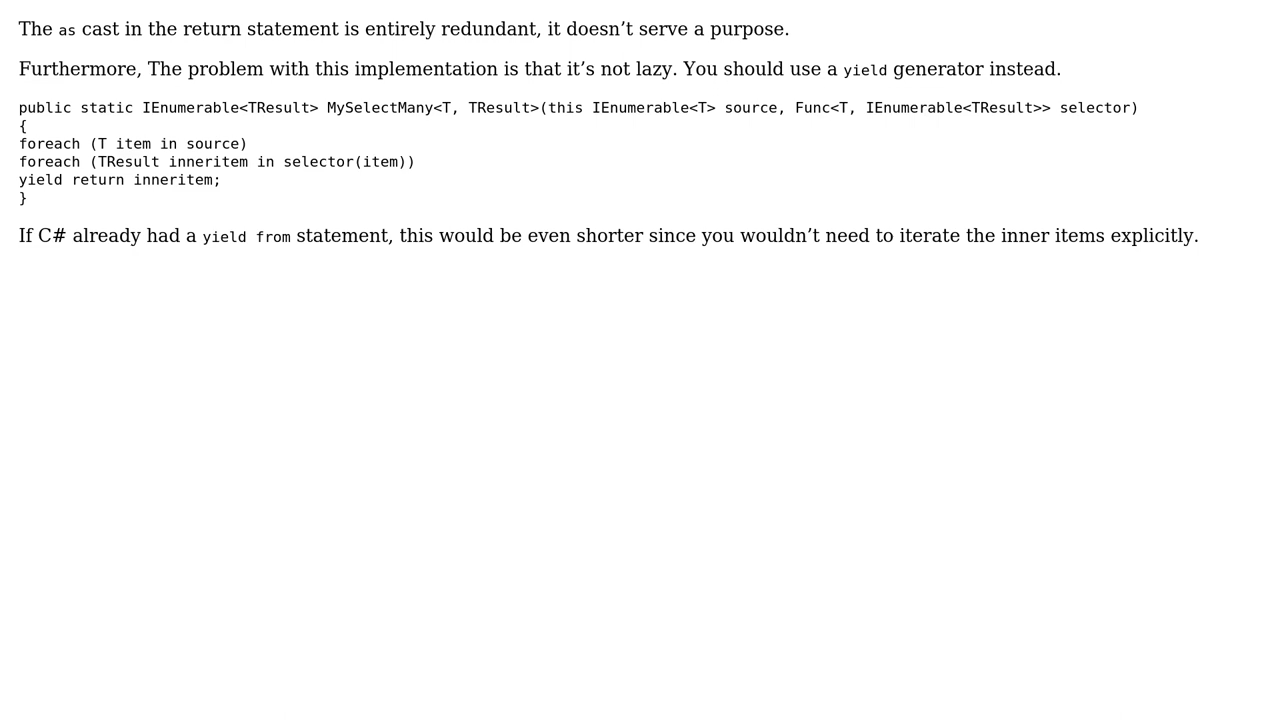 The as cast in the return statement is entirely redundant, it doesn’t serve a purpose.
Furthermore, The problem with this implementation is that it’s not lazy. You should use a yield generator instead.
public static IEnumerable<TResult> MySelectMany<T, TResult>(this IEnumerable<T> source, Func<T, IEnumerable<TResult>> selector)
{
foreach (T item in source)
foreach (TResult inneritem in selector(item))
yield return inneritem;
}
If C# already had a yield from statement, this would be even shorter since you wouldn’t need to iterate the inner items explicitly.